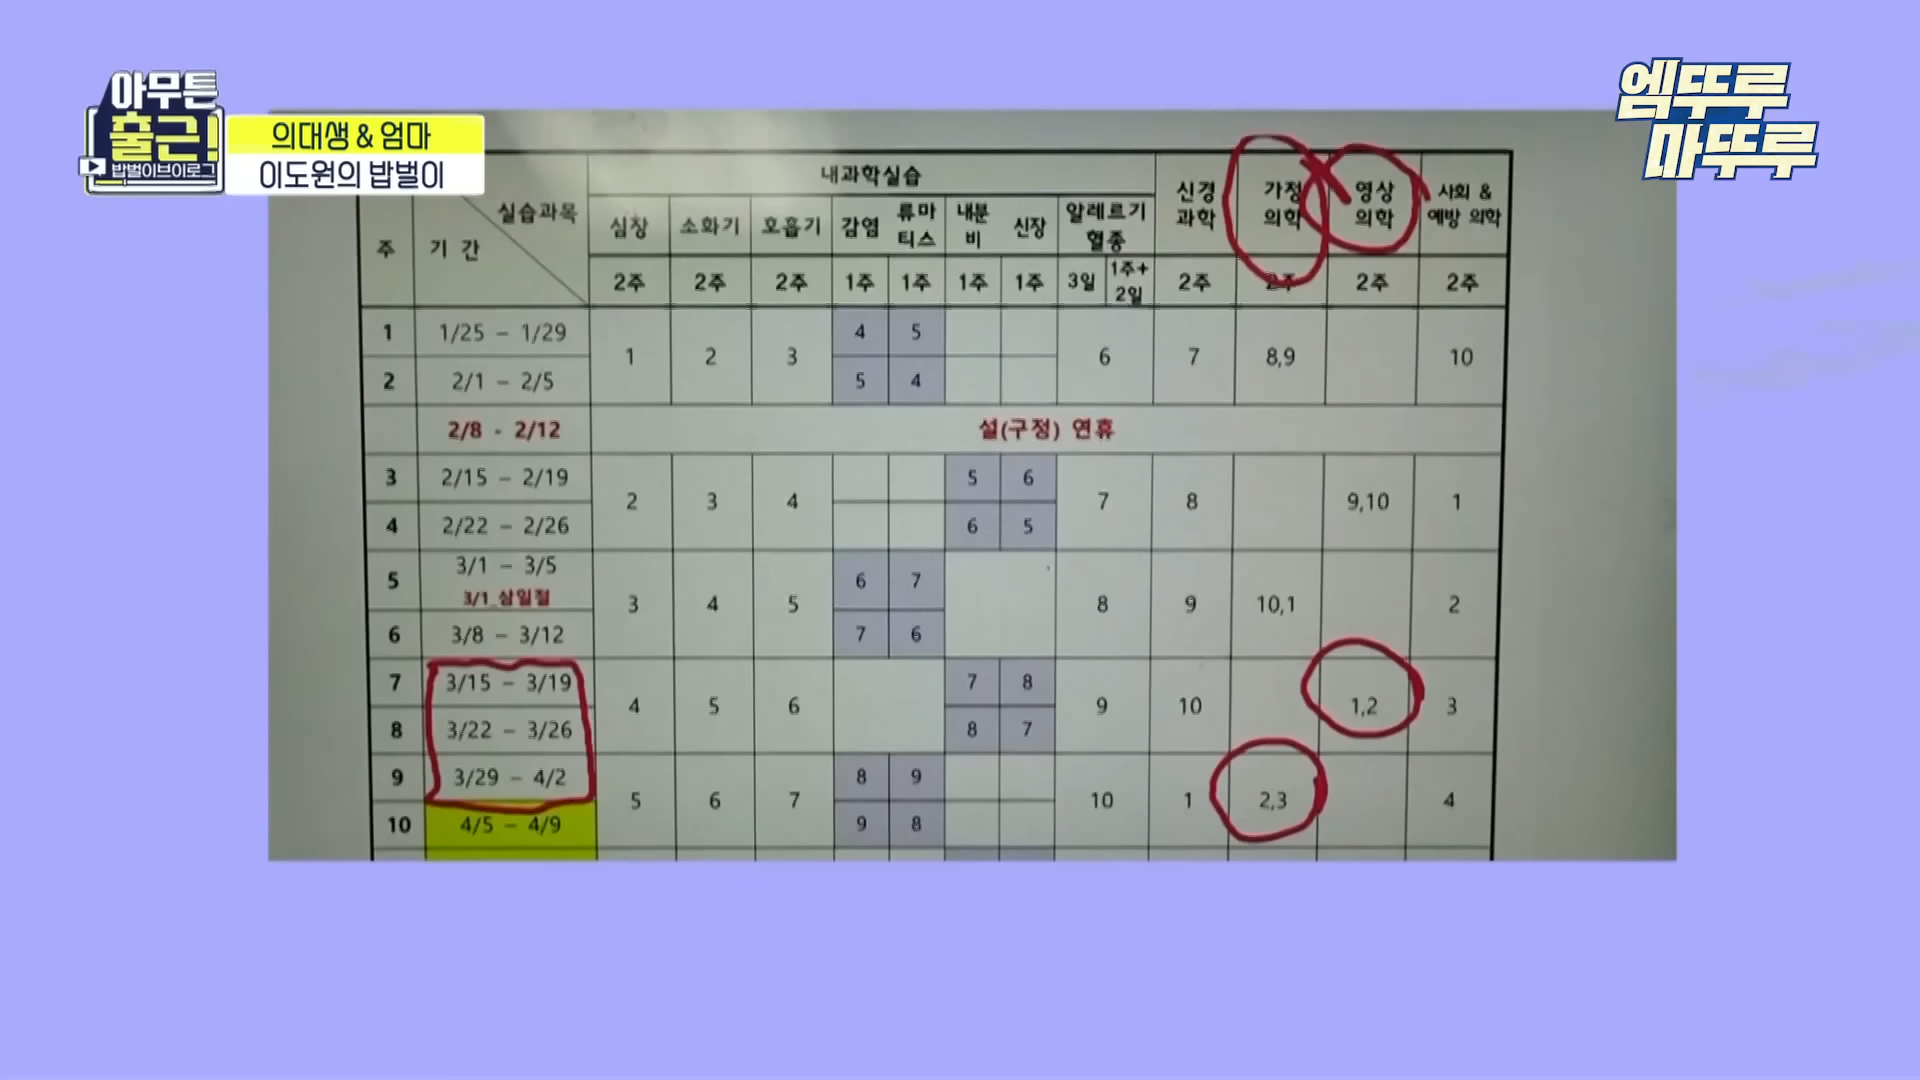 아무튼
출근!
밥벌이브이로그
의대생 & 엄마
이도원의 밥벌이
엠뚜루
마뚜루
주
기 간
실습과목
내과학실습
심장 소화기 호흡기 감염 류마티스 내분비 신장 알레르기 혈종
신경과학
가정의학
영상의학
사회 & 예방 의학
2주 2주 2주 1주 1주 1주 1주 3일 1주+2일 2주 2주 2주 2주
1 1/25 – 1/29 1 2 3 4 5 6 7 8,9 10
2 2/1 – 2/5 5 4
2/8 - 2/12 설(구정) 연휴
3 2/15 – 2/19 2 3 4 5 6 7 8 9,10 1
4 2/22 – 2/26 6 5
5 3/1 – 3/5 3/1 삼일절 3 4 5 6 7 8 9 10,1 2
6 3/8 – 3/12 7 6
7 3/15 – 3/19 4 5 6 7 8 9 10 1,2 3
8 3/22 – 3/26 8 7
9 3/29 – 4/2 5 6 7 8 9 10 1 2,3 4
10 4/5 – 4/9 9 8